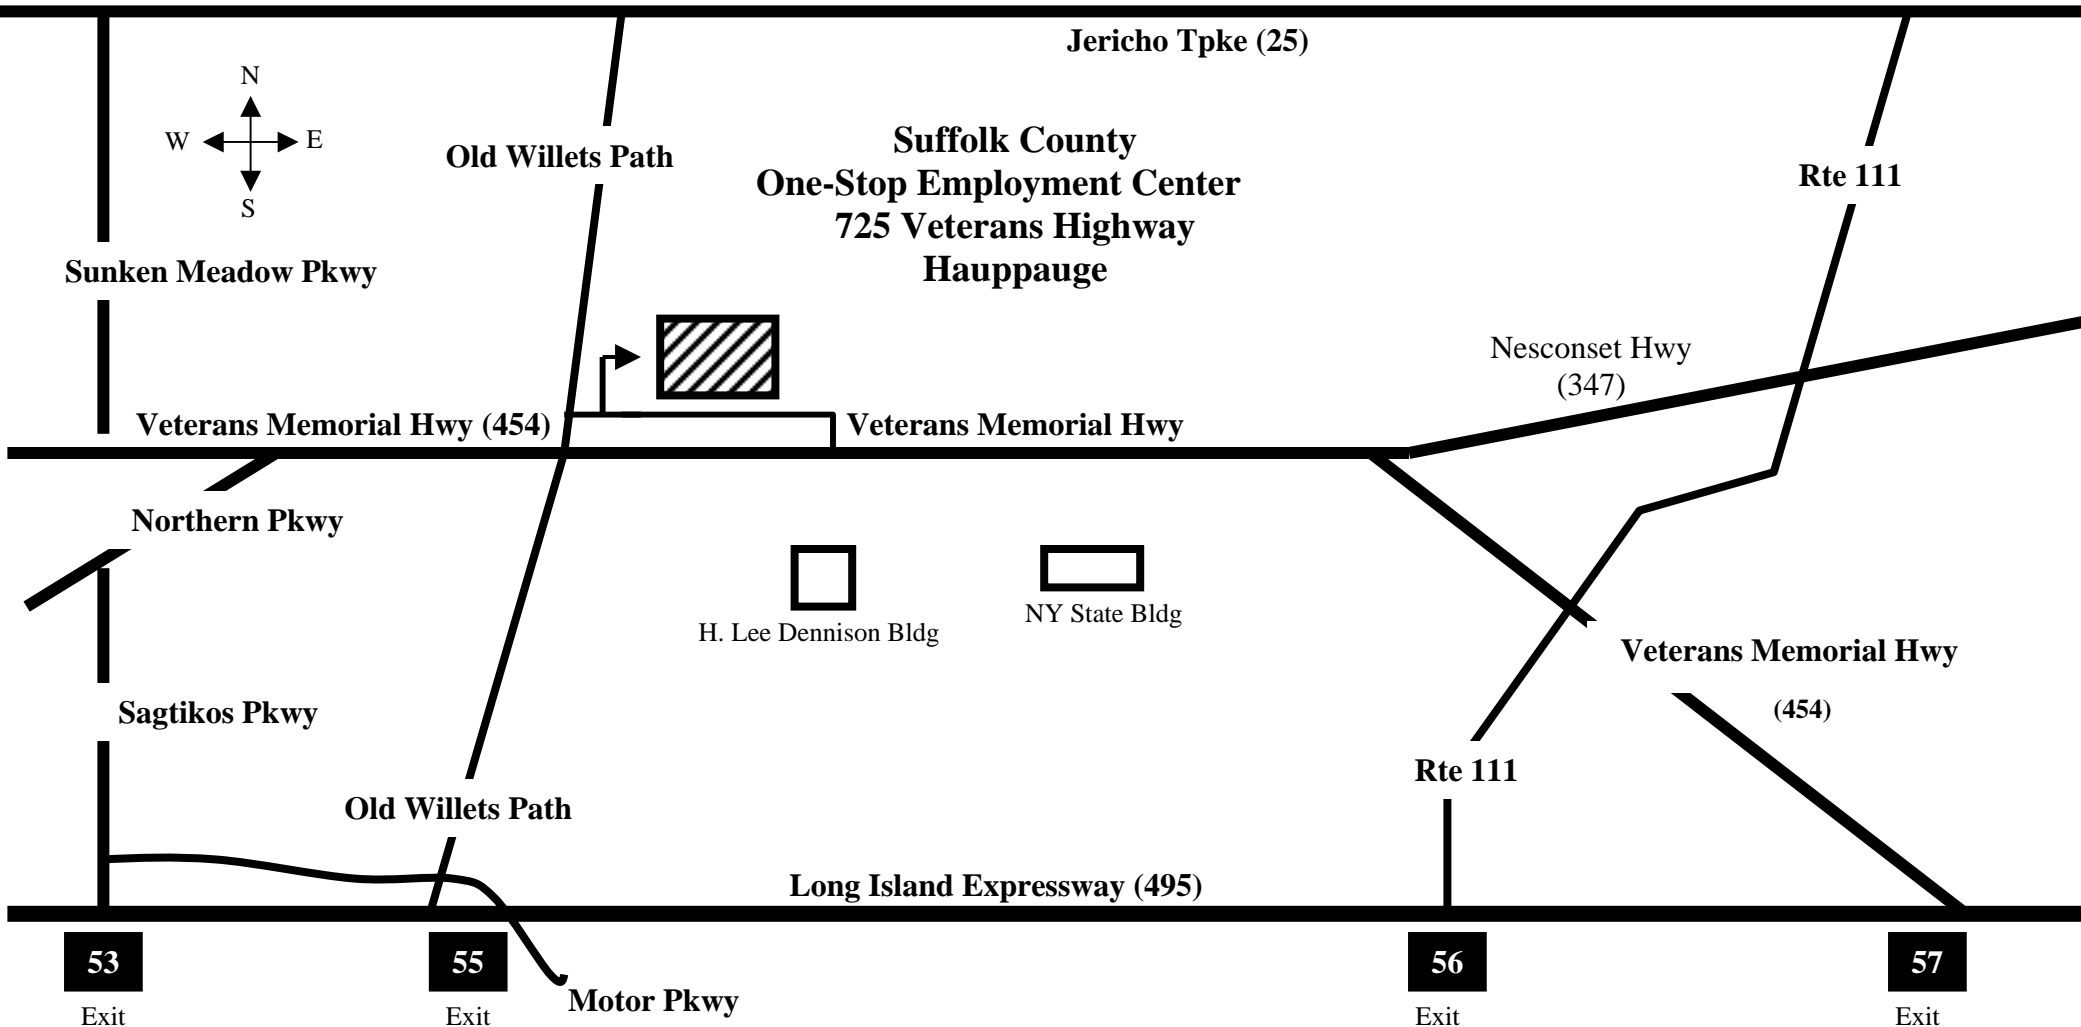 Jericho Tpke (25)
N
W E
S
Old Willets Path
Suffolk County
One-Stop Employment Center
725 Veterans Highway
Hauppauge
Rte 111
Sunken Meadow Pkwy
Nesconset Hwy
(347)
Veterans Memorial Hwy (454)
Veterans Memorial Hwy
Northern Pkwy
H. Lee Dennison Bldg
NY State Bldg
Veterans Memorial Hwy
(454)
Sagtikos Pkwy
Rte 111
Old Willets Path
Long Island Expressway (495)
53
Exit
55
Exit
Motor Pkwy
56
Exit
57
Exit